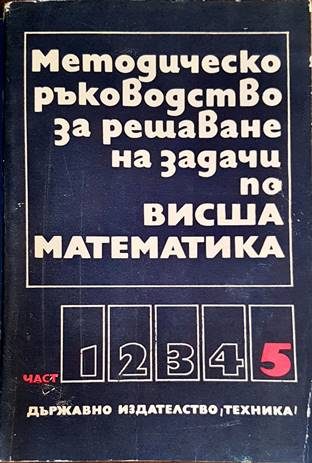 Методическо
ръководство
за решаване
на задачи
по
ВИСША
МАТЕМАТИКА
ЧАСТ 1 2 3 4 5
ДЪРЖАВНО ИЗДАТЕЛСТВО „ТЕХНИКА“